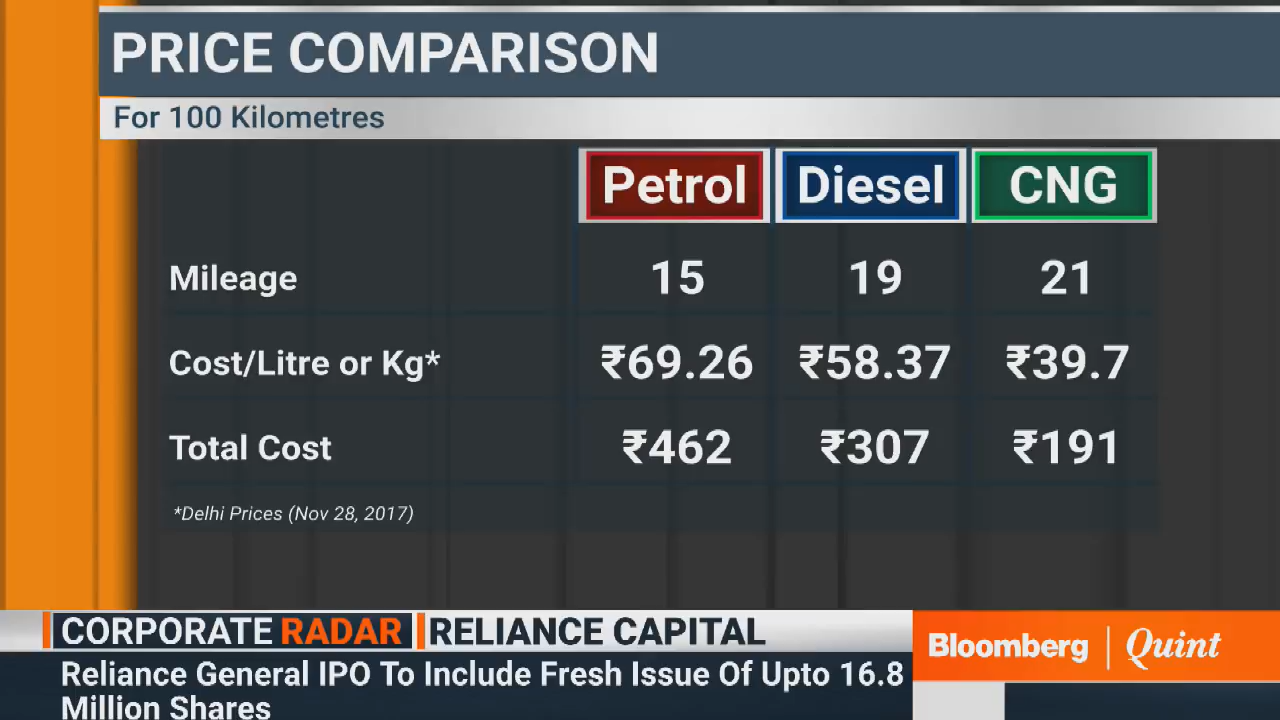 PRICE COMPARISON
For 100 Kilometres
Petrol Diesel CNG
Mileage 15 19 21
Cost/Litre or Kg* ₹69.26 ₹58.37 ₹39.7
Total Cost ₹462 ₹307 ₹191
*Delhi Prices (Nov 28, 2017)
CORPORATE RADAR RELIANCE CAPITAL
Reliance General IPO To Include Fresh Issue Of Upto 16.8
Million Shares
Bloomberg | Quint